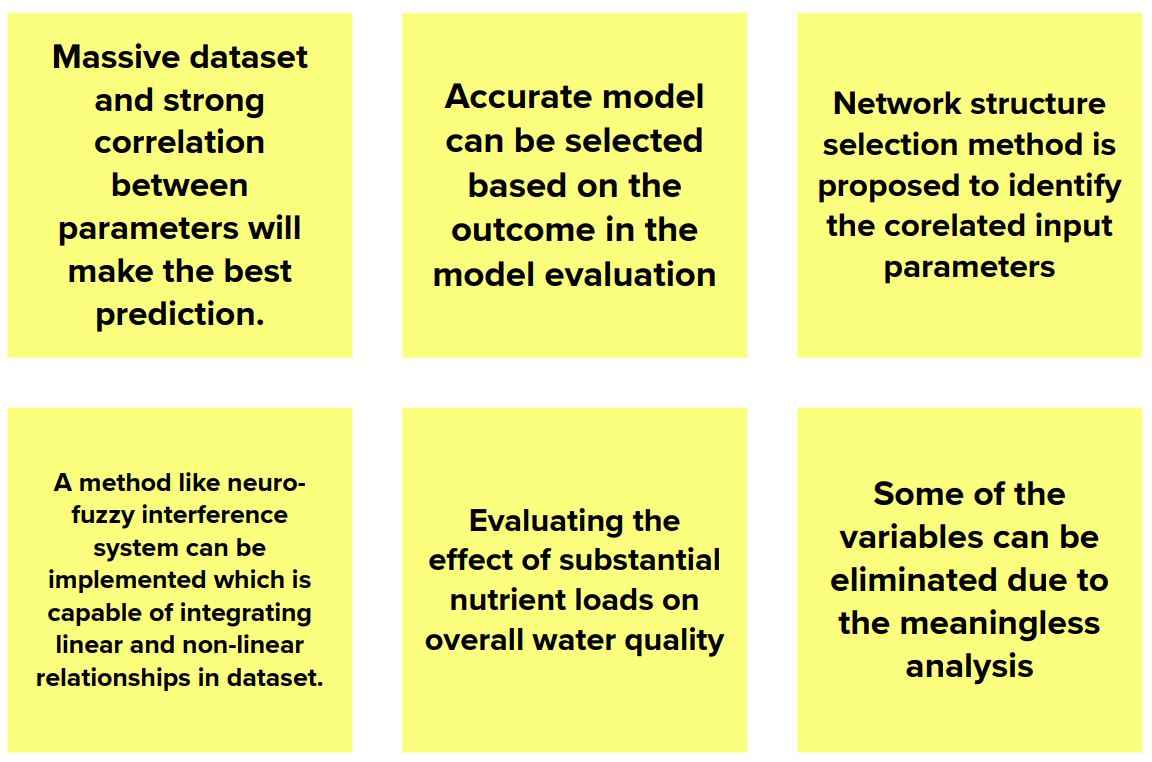 Massive dataset
and strong
correlation
between
parameters will
make the best
prediction.
Accurate model
can be selected
based on the
outcome in the
model evaluation
Network structure
selection method is
proposed to identify
the corelated input
parameters
A method like neuro-
fuzzy interference
system can be
implemented which is
capable of integrating
linear and non-linear
relationships in dataset.
Evaluating the
effect of substantial
nutrient loads on
overall water quality
Some of the
variables can be
eliminated due to
the meaningless
analysis